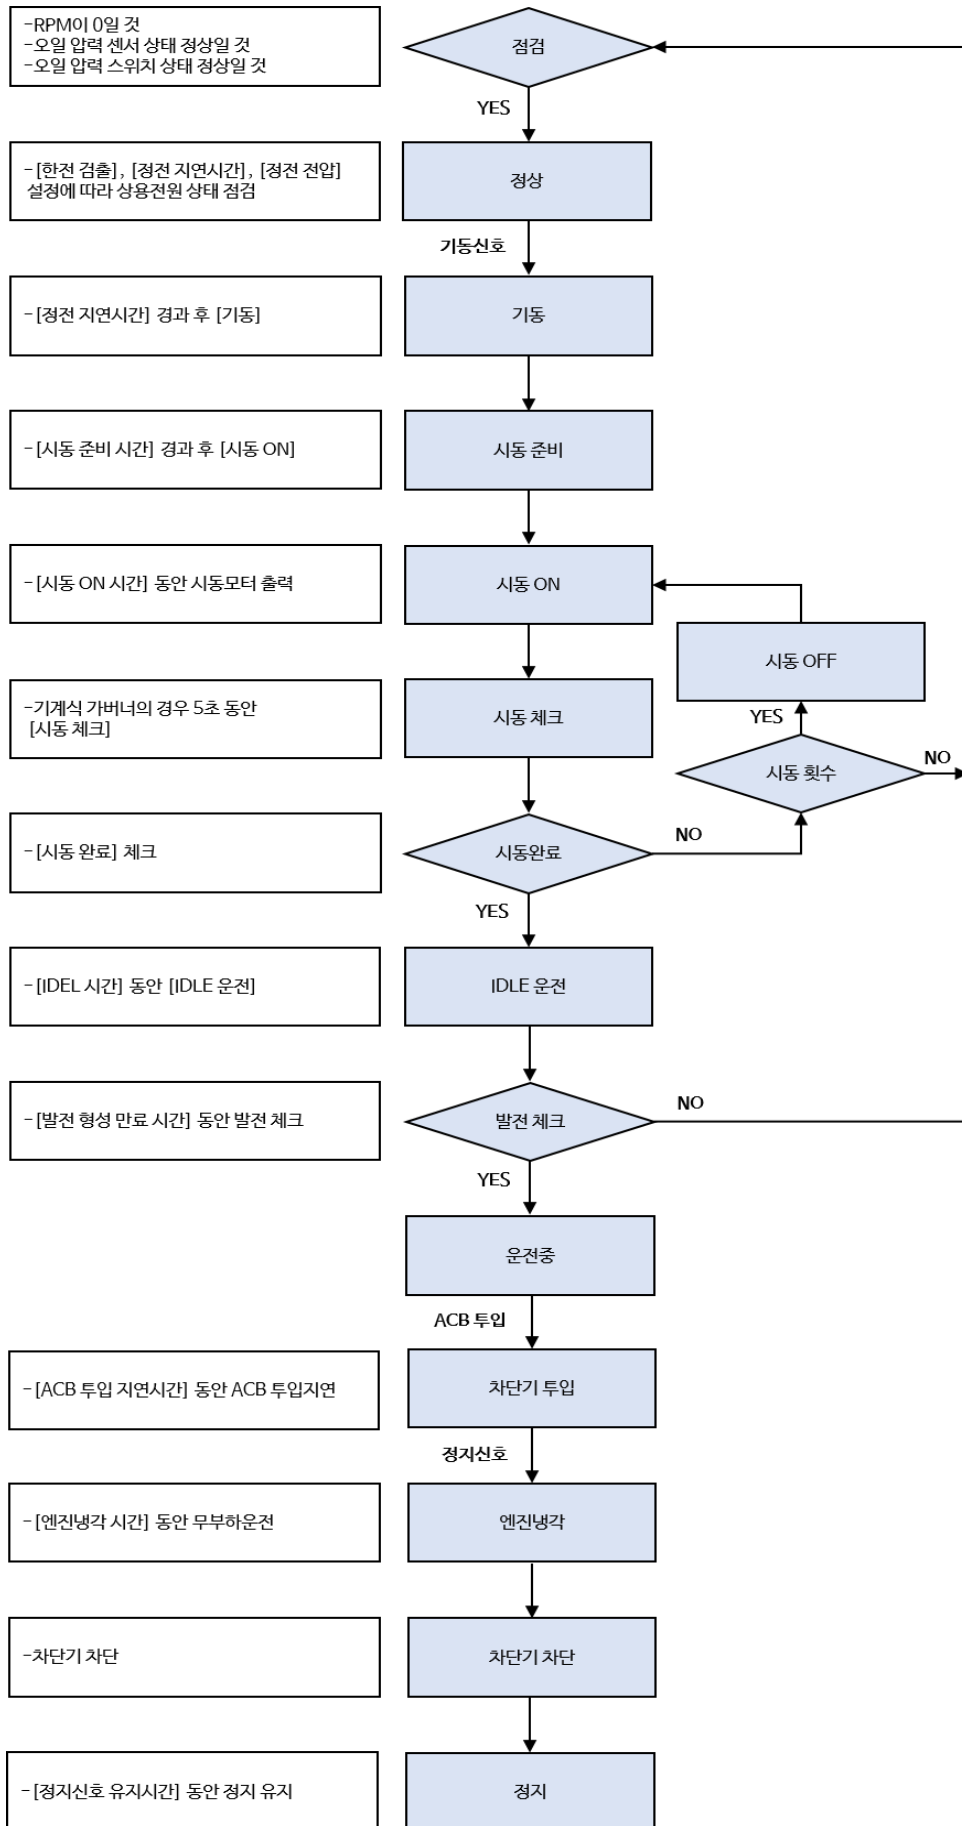 -RPM이 0일 것
-오일 압력 센서 상태 정상일 것
-오일 압력 스위치 상태 정상일 것
점검
YES
-[한전 검출], [정전 지연시간], [정전 전압]
설정에 따라 상용전원 상태 점검
정상
기동신호
-[정전 지연시간] 경과 후 [기동]
기동
-[시동 준비 시간] 경과 후 [시동 ON]
시동 준비
-[시동 ON 시간] 동안 시동모터 출력
시동 ON
시동 OFF
-기계식 가버너의 경우 5초 동안
[시동 체크]
시동 체크
YES
시동 횟수
NO
-[시동 완료] 체크
시동완료
NO
YES
-[IDEL 시간] 동안 [IDLE 운전]
IDLE 운전
-[발전 형성 만료 시간] 동안 발전 체크
발전 체크
NO
YES
운전중
ACB 투입
-[ACB 투입 지연시간] 동안 ACB 투입지연
차단기 투입
정지신호
-[엔진냉각 시간] 동안 무부하운전
엔진냉각
-차단기 차단
차단기 차단
-[정지신호 유지시간] 동안 정지 유지
정지